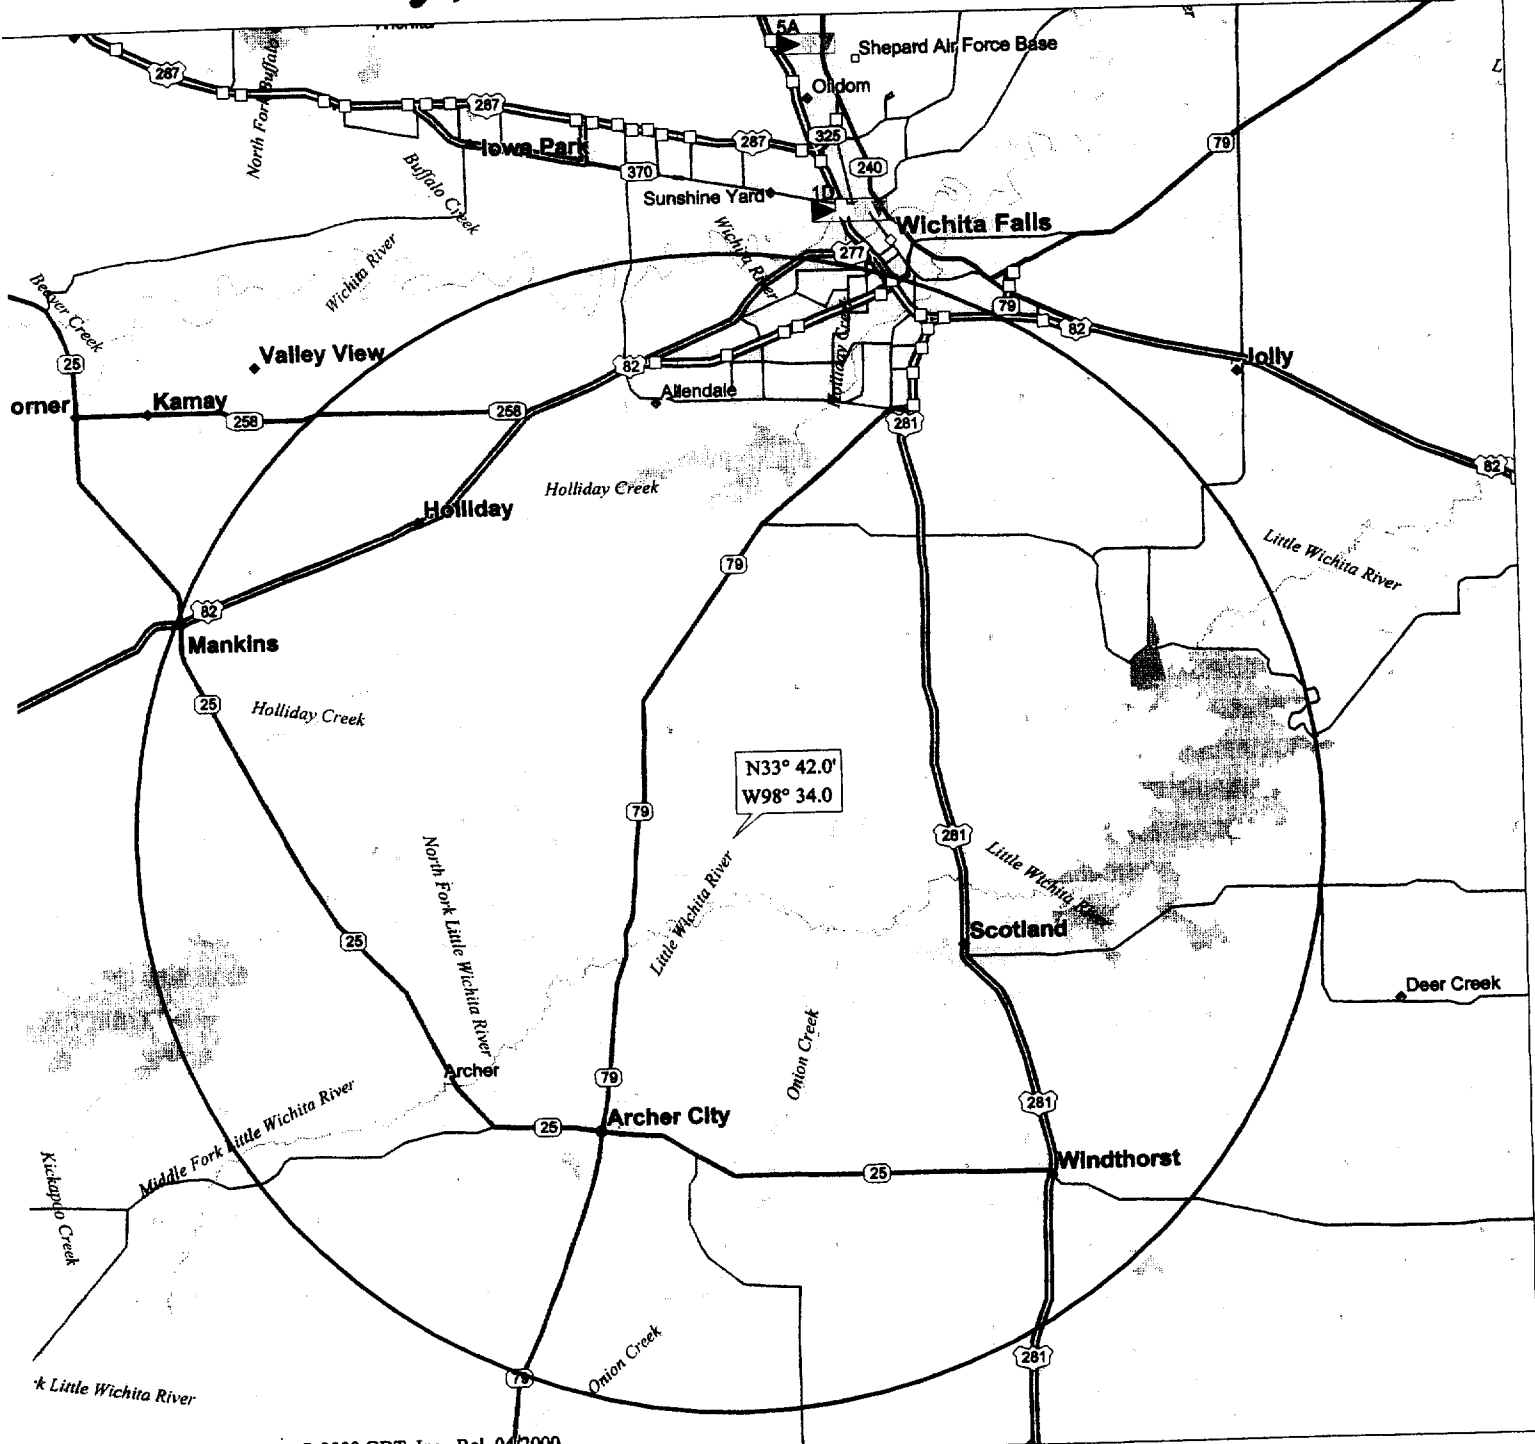 5A
Shepard Air Force Base
287
North Fork Buffalo
Oildom
287
325
287
79
Iowa Park
370
240
Buffalo Creek
Sunshine Yard
1D
Wichita Falls
Wichita River
Wichita River
277
Beaver Creek
79
82
25
Valley View
82
Jolly
Holliday Creek
Allendale
orner
Kamay
258
258
281
82
Holliday Creek
Holliday
79
Little Wichita River
82
Mankins
25
Holliday Creek
N33° 42.0'
W98° 34.0
79
281
North Fork Little Wichita River
Little Wichita River
Little Wichita River
Scotland
25
Deer Creek
Onion Creek
Archer
79
Archer City
281
25
Middle Fork Little Wichita River
Windthorst
25
Kickapoo Creek
Onion Creek
281
79
k Little Wichita River